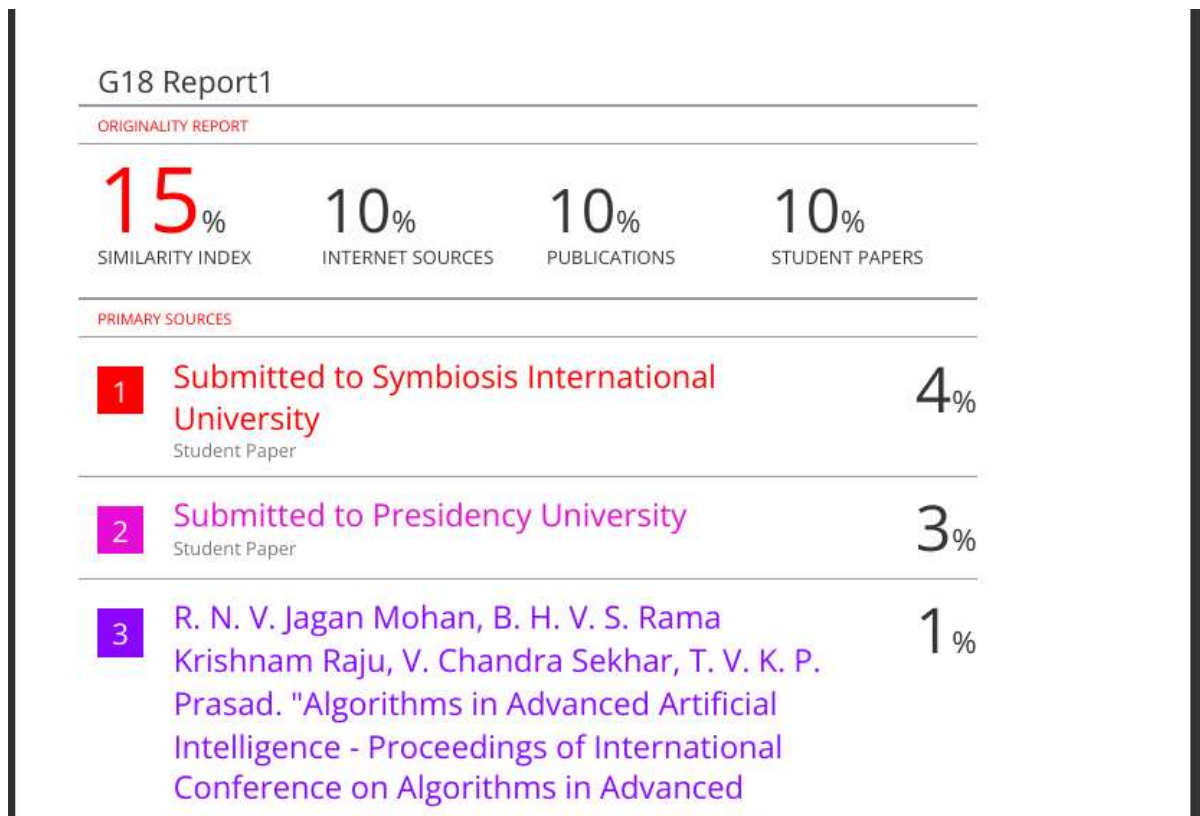 G18 Report1
ORIGINALITY REPORT
15% 10% 10% 10%
SIMILARITY INDEX INTERNET SOURCES PUBLICATIONS STUDENT PAPERS
PRIMARY SOURCES
1 Submitted to Symbiosis International 4%
University
Student Paper
2 Submitted to Presidency University 3%
Student Paper
3 R. N. V. Jagan Mohan, B. H. V. S. Rama 1%
Krishnam Raju, V. Chandra Sekhar, T. V. K. P.
Prasad. "Algorithms in Advanced Artificial
Intelligence - Proceedings of International
Conference on Algorithms in Advanced